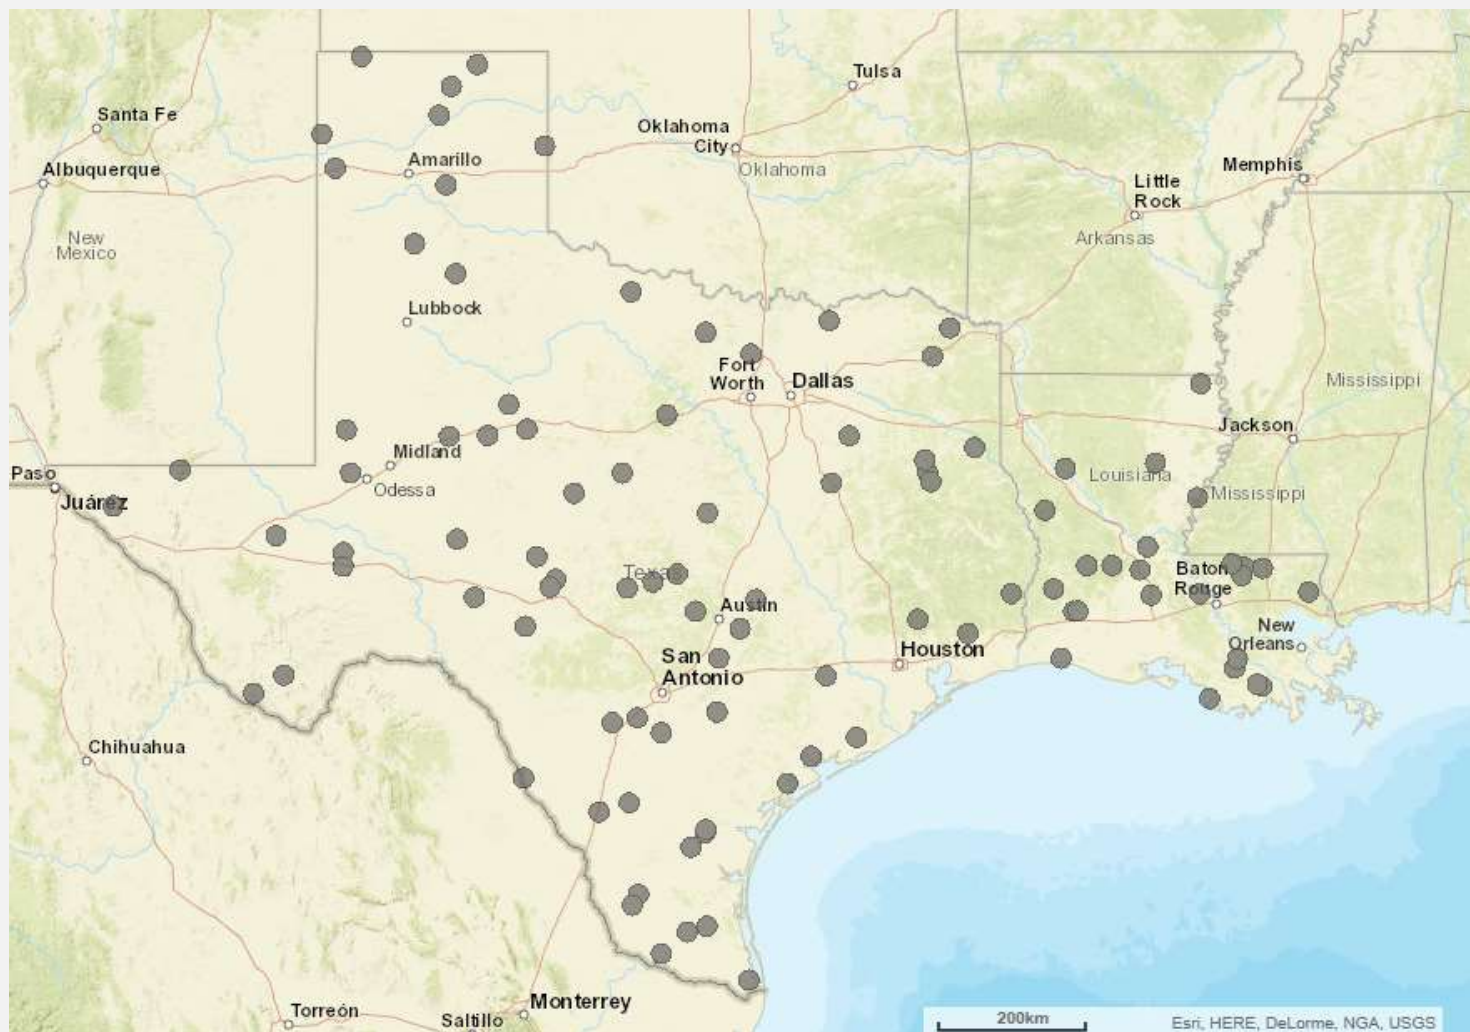 Tulsa
Santa Fe
Oklahoma
City
Oklahoma
Albuquerque
Amarillo
Memphis
Little
Rock
Arkansas
New
Mexico
Lubbock
Fort
Worth
Dallas
Mississippi
Jackson
Midland
Odessa
Louisiana
Mississippi
Paso
Juárez
Texas
Austin
Baton
Rouge
New
Orleans
San
Antonio
Houston
Chihuahua
Torreón
Saltillo
Monterrey
200km
Esri, HERE, DeLorme, NGA, USGS